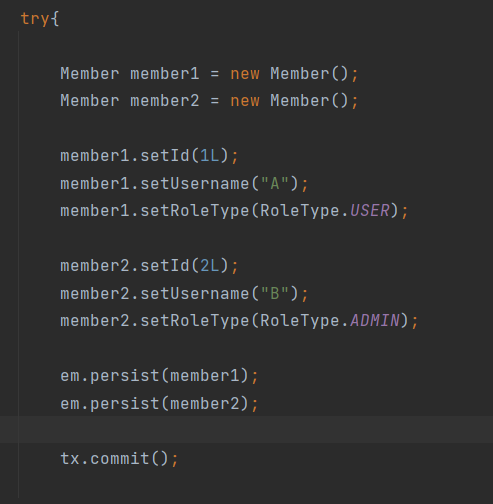 try{
Member member1 = new Member();
Member member2 = new Member();
member1.setId(1L);
member1.setUsername("A");
member1.setRoleType(RoleType.USER);
member2.setId(2L);
member2.setUsername("B");
member2.setRoleType(RoleType.ADMIN);
em.persist(member1);
em.persist(member2);
tx.commit();